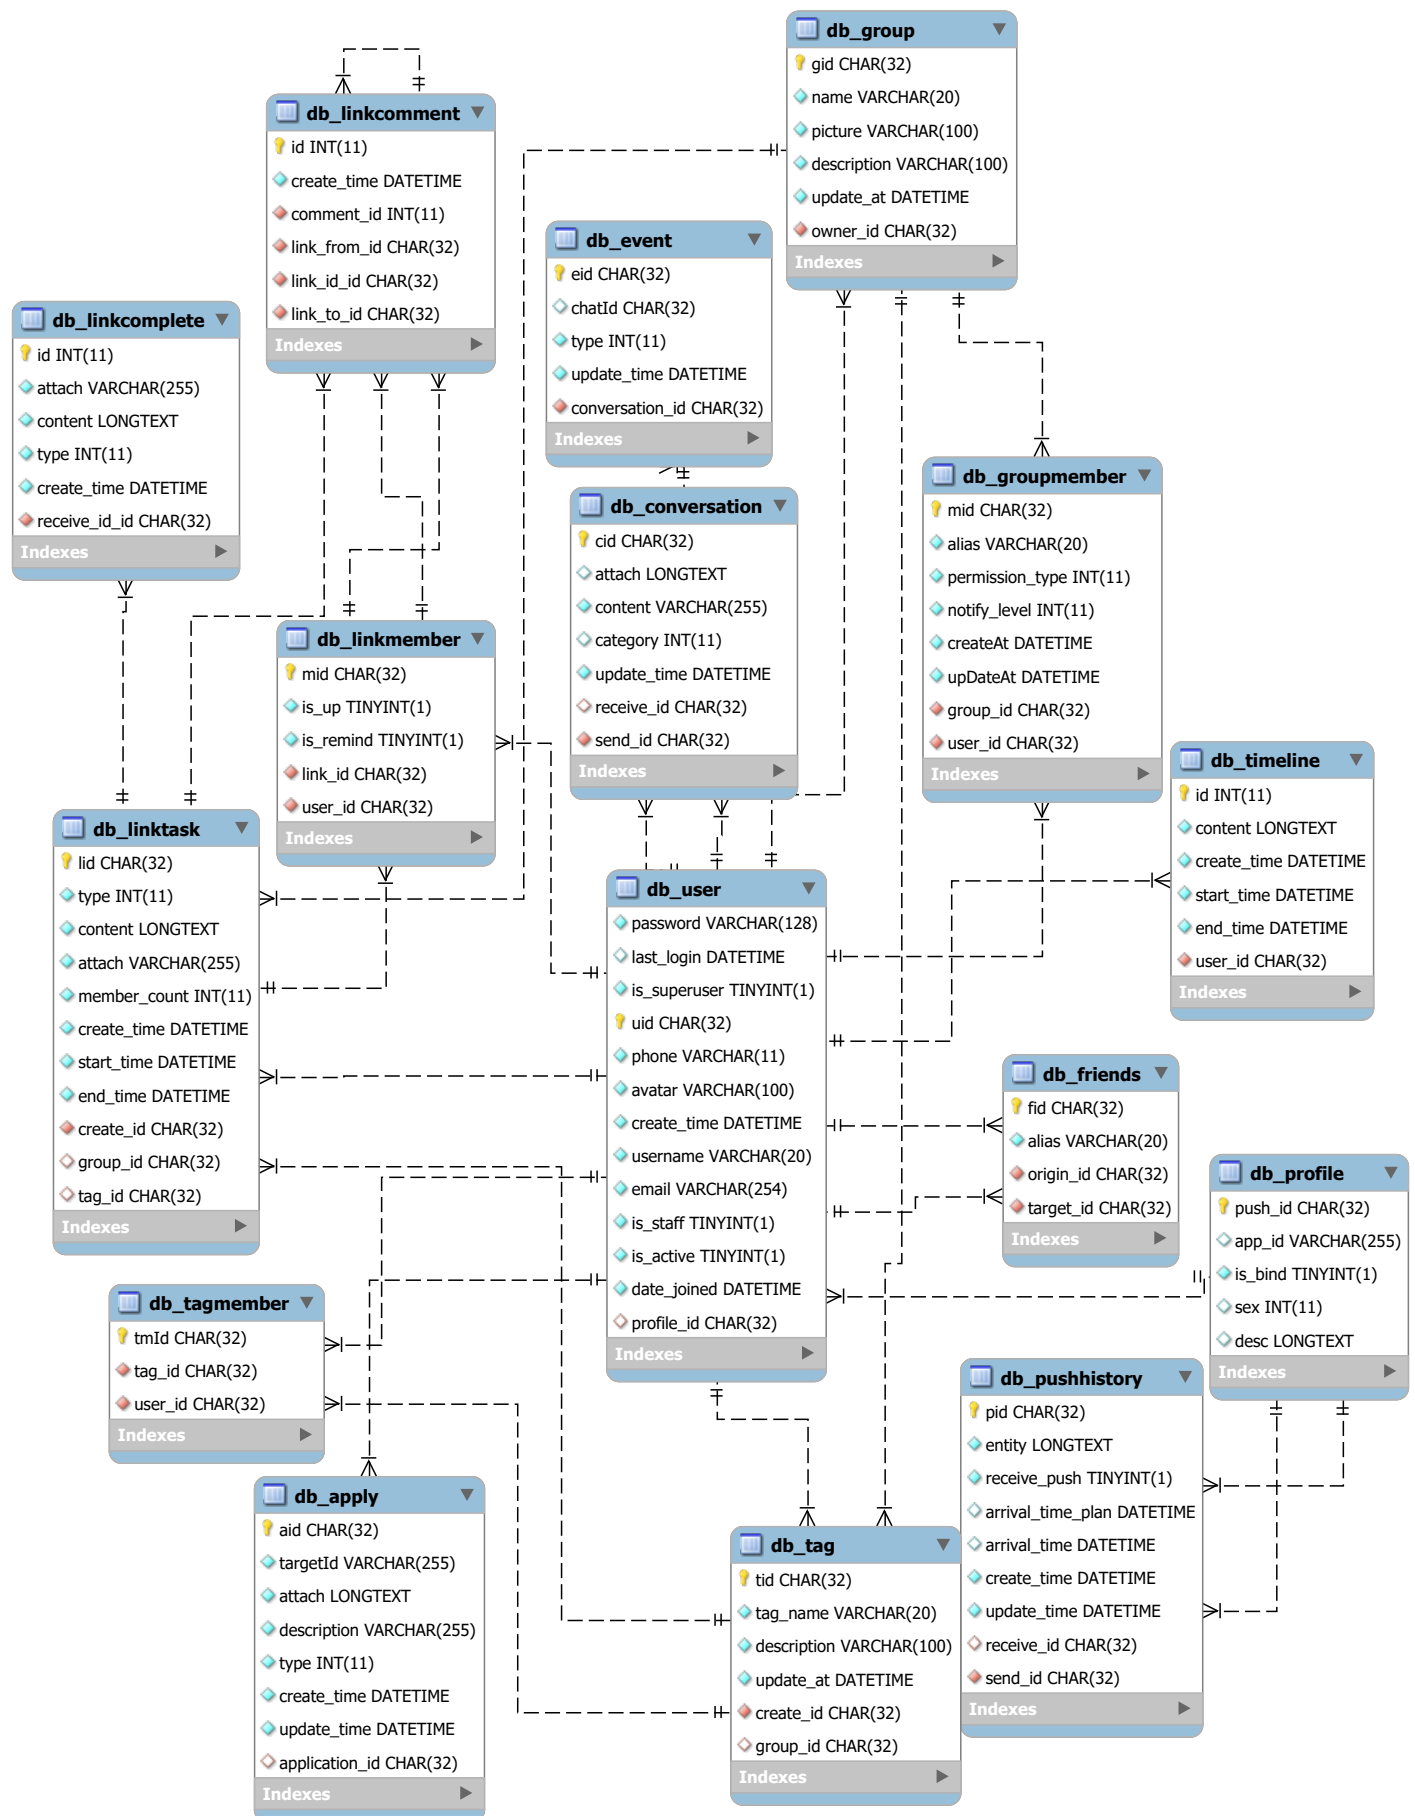 db_group
gid CHAR(32)
name VARCHAR(20)
picture VARCHAR(100)
description VARCHAR(100)
update_at DATETIME
owner_id CHAR(32)
Indexes
db_linkcomment
id INT(11)
create_time DATETIME
comment_id INT(11)
link_from_id CHAR(32)
link_id_id CHAR(32)
link_to_id CHAR(32)
Indexes
db_event
eid CHAR(32)
chatId CHAR(32)
type INT(11)
update_time DATETIME
conversation_id CHAR(32)
Indexes
db_linkcomplete
id INT(11)
attach VARCHAR(255)
content LONGTEXT
type INT(11)
create_time DATETIME
receive_id_id CHAR(32)
Indexes
db_groupmember
mid CHAR(32)
alias VARCHAR(20)
permission_type INT(11)
notify_level INT(11)
createAt DATETIME
upDateAt DATETIME
group_id CHAR(32)
user_id CHAR(32)
Indexes
db_conversation
cid CHAR(32)
attach LONGTEXT
content VARCHAR(255)
category INT(11)
update_time DATETIME
receive_id CHAR(32)
send_id CHAR(32)
Indexes
db_linkmember
mid CHAR(32)
is_up TINYINT(1)
is_remind TINYINT(1)
link_id CHAR(32)
user_id CHAR(32)
Indexes
db_timeline
id INT(11)
content LONGTEXT
create_time DATETIME
start_time DATETIME
end_time DATETIME
user_id CHAR(32)
Indexes
db_linktask
lid CHAR(32)
type INT(11)
content LONGTEXT
attach VARCHAR(255)
member_count INT(11)
create_time DATETIME
start_time DATETIME
end_time DATETIME
create_id CHAR(32)
group_id CHAR(32)
tag_id CHAR(32)
Indexes
db_user
password VARCHAR(128)
last_login DATETIME
is_superuser TINYINT(1)
uid CHAR(32)
phone VARCHAR(11)
avatar VARCHAR(100)
create_time DATETIME
username VARCHAR(20)
email VARCHAR(254)
is_staff TINYINT(1)
is_active TINYINT(1)
date_joined DATETIME
profile_id CHAR(32)
Indexes
db_friends
fid CHAR(32)
alias VARCHAR(20)
origin_id CHAR(32)
target_id CHAR(32)
Indexes
db_profile
push_id CHAR(32)
app_id VARCHAR(255)
is_bind TINYINT(1)
sex INT(11)
desc LONGTEXT
Indexes
db_tagmember
tmId CHAR(32)
tag_id CHAR(32)
user_id CHAR(32)
Indexes
db_pushhistory
pid CHAR(32)
entity LONGTEXT
receive_push TINYINT(1)
arrival_time_plan DATETIME
arrival_time DATETIME
create_time DATETIME
update_time DATETIME
receive_id CHAR(32)
send_id CHAR(32)
Indexes
db_apply
aid CHAR(32)
targetId VARCHAR(255)
attach LONGTEXT
description VARCHAR(255)
type INT(11)
create_time DATETIME
update_time DATETIME
application_id CHAR(32)
Indexes
db_tag
tid CHAR(32)
tag_name VARCHAR(20)
description VARCHAR(100)
update_at DATETIME
create_id CHAR(32)
group_id CHAR(32)
Indexes